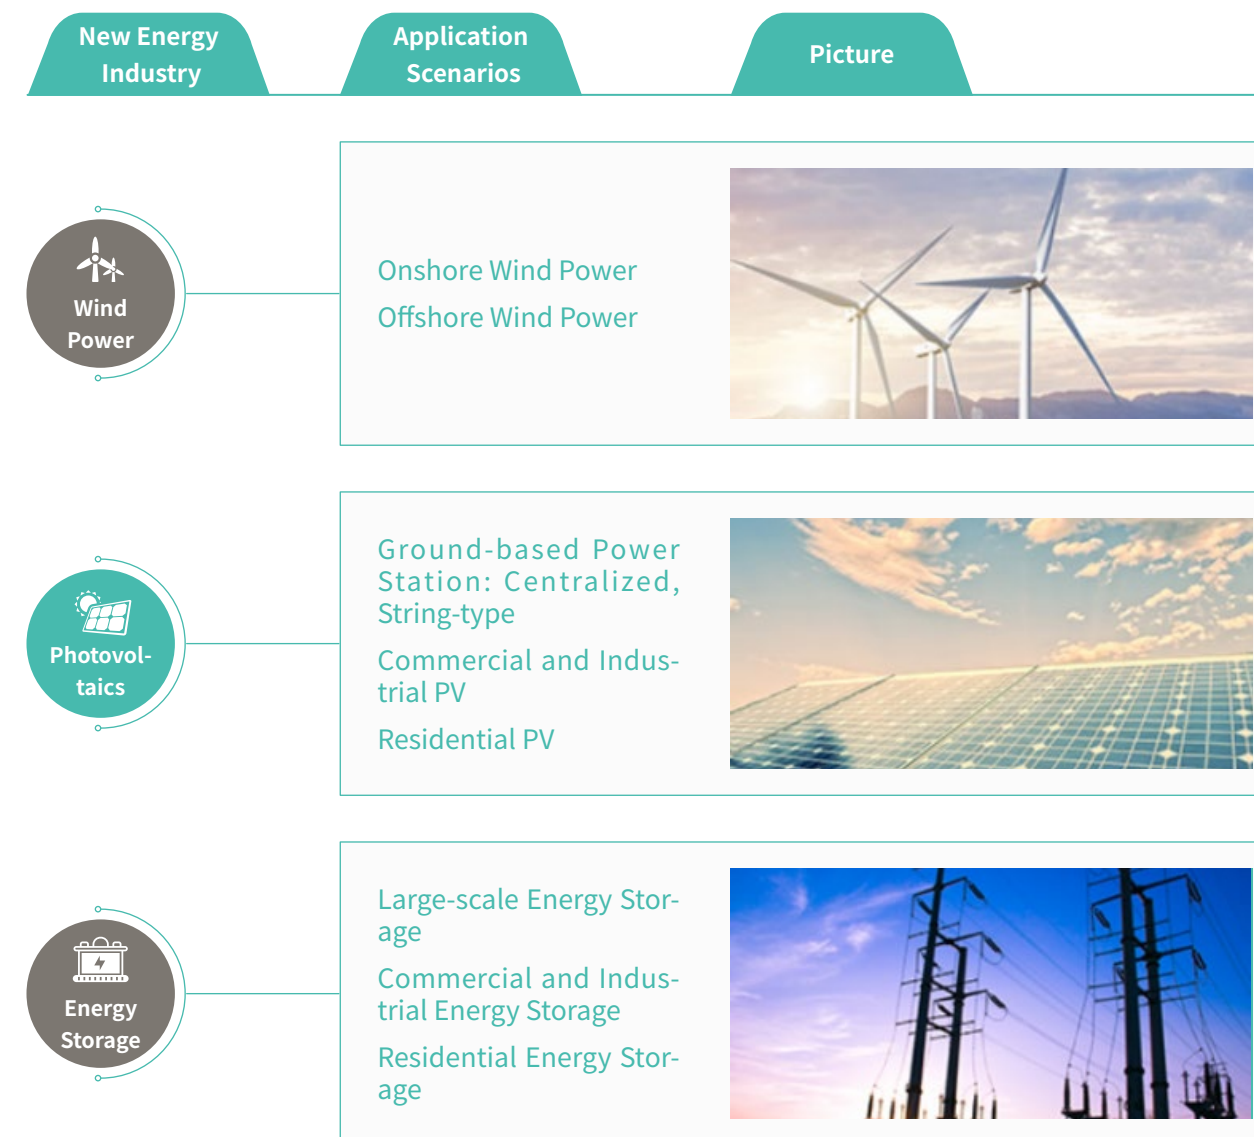 New Energy
Industry
Application
Scenarios
Picture
Wind
Power
Onshore Wind Power
Offshore Wind Power
Photovol-
taics
Ground-based Power
Station: Centralized,
String-type
Commercial and Indus-
trial PV
Residential PV
Energy
Storage
Large-scale Energy Stor-
age
Commercial and Indus-
trial Energy Storage
Residential Energy Stor-
age